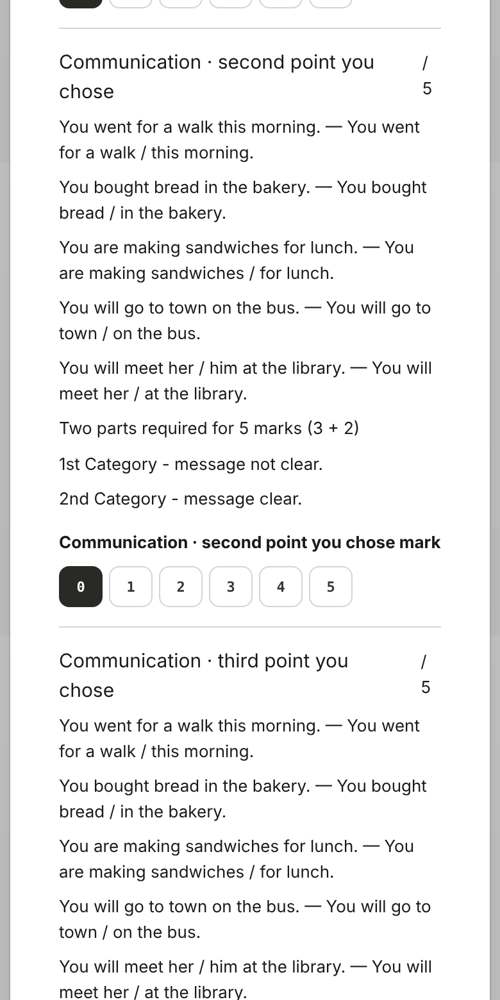 Communication · second point you / 
chose 5
You went for a walk this morning. — You went
for a walk / this morning.
You bought bread in the bakery. — You bought
bread / in the bakery.
You are making sandwiches for lunch. — You
are making sandwiches / for lunch.
You will go to town on the bus. — You will go to
town / on the bus.
You will meet her / him at the library. — You will
meet her / at the library.
Two parts required for 5 marks (3 + 2)
1st Category - message not clear.
2nd Category - message clear.
Communication · second point you chose mark
0 1 2 3 4 5
Communication · third point you /
chose 5
You went for a walk this morning. — You went
for a walk / this morning.
You bought bread in the bakery. — You bought
bread / in the bakery.
You are making sandwiches for lunch. — You
are making sandwiches / for lunch.
You will go to town on the bus. — You will go to
town / on the bus.
You will meet her / him at the library. — You will
meet her / at the library.